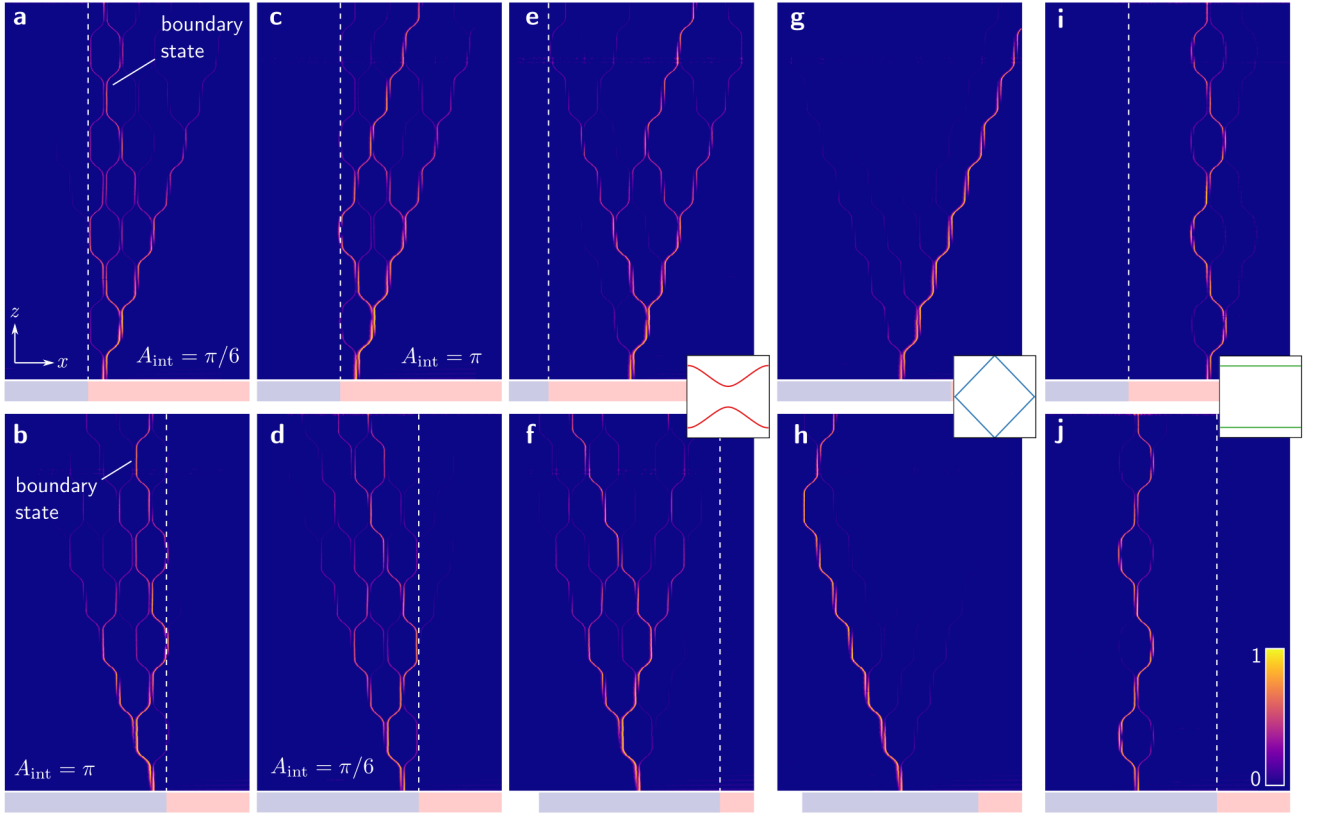 a
boundary
state
z
x
A_int = π/6
c
A_int = π
e
g
i
b
boundary
state
A_int = π
d
A_int = π/6
f
h
j
1
0